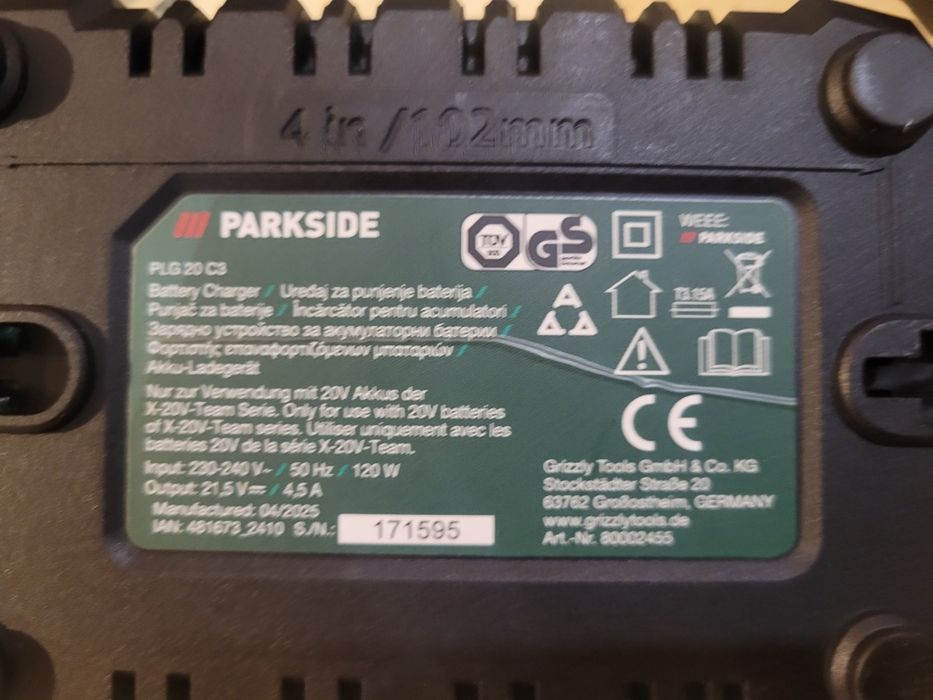 4 in /102mm
PARKSIDE
PLG 20 C3
Battery Charger / Uređaj za punjenje baterija /
Punjač za baterije / Încărcător pentru acumulatori /
Зарядно устройство за акумулаторни батерии /
Φορτιστής επαναφορτιζόμενων μπαταριών /
Akku-Ladegerät
Nur zur Verwendung mit 20V Akkus der
X-20V-Team Serie. Only for use with 20V batteries
of X-20V-Team series. Utiliser uniquement avec les
batteries 20V de la série X-20V-Team.
Input: 230-240 V~ / 50 Hz / 120 W
Output: 21,5 V⎓ / 4,5 A
Manufactured: 04/2025
IAN: 481673_2410 S./N.: 171595
TÜV
GS
WEEE:
PARKSIDE
T3.15A
CE
Grizzly Tools GmbH & Co. KG
Stockstädter Straße 20
63762 Großostheim, GERMANY
www.grizzlytools.de
Art.-Nr. 80002455